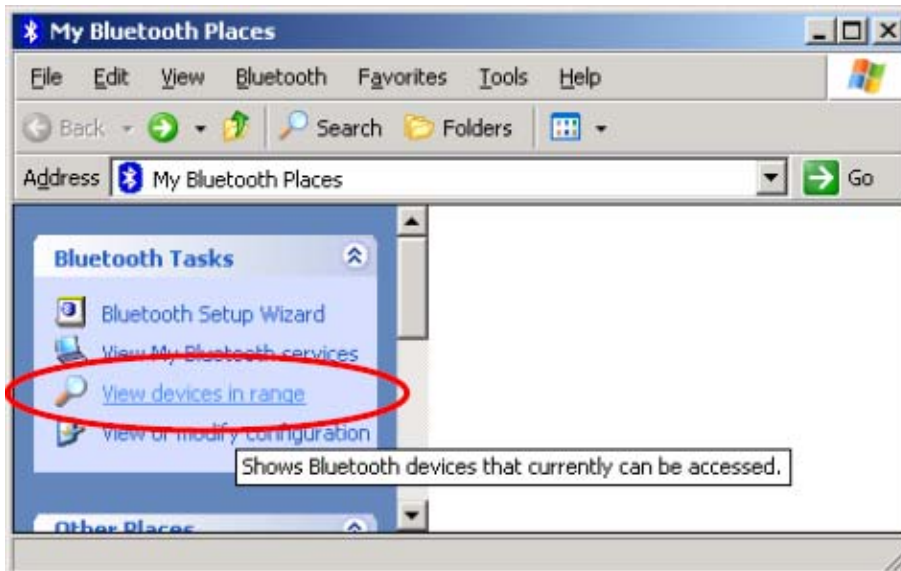 My Bluetooth Places
File Edit View Bluetooth Favorites Tools Help
Back Search Folders
Address My Bluetooth Places Go
Bluetooth Tasks
Bluetooth Setup Wizard
View My Bluetooth services
View devices in range
View or modify configuration
Shows Bluetooth devices that currently can be accessed.
Other Places